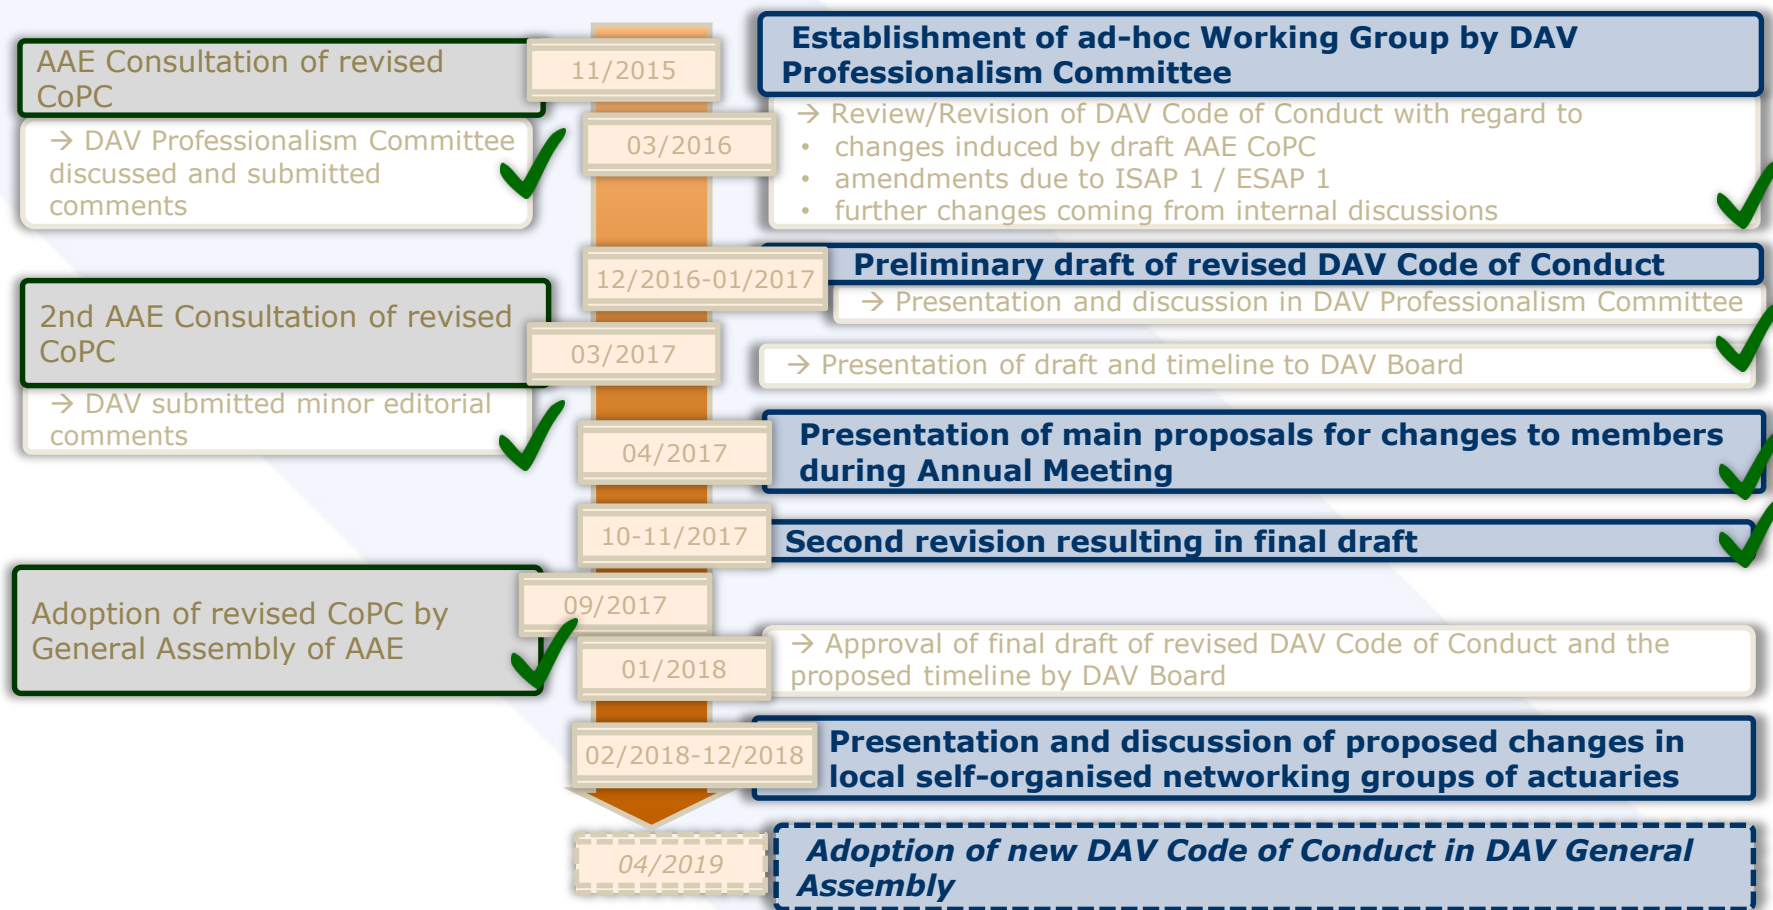 AAE Consultation of revised
CoPC
→ DAV Professionalism Committee
discussed and submitted
comments
11/2015
Establishment of ad-hoc Working Group by DAV
Professionalism Committee
03/2016
→ Review/Revision of DAV Code of Conduct with regard to
• changes induced by draft AAE CoPC
• amendments due to ISAP 1 / ESAP 1
• further changes coming from internal discussions
12/2016-01/2017
Preliminary draft of revised DAV Code of Conduct
→ Presentation and discussion in DAV Professionalism Committee
2nd AAE Consultation of revised
CoPC
→ DAV submitted minor editorial
comments
03/2017
→ Presentation of draft and timeline to DAV Board
04/2017
Presentation of main proposals for changes to members
during Annual Meeting
10-11/2017
Second revision resulting in final draft
Adoption of revised CoPC by
General Assembly of AAE
09/2017
01/2018
→ Approval of final draft of revised DAV Code of Conduct and the
proposed timeline by DAV Board
02/2018-12/2018
Presentation and discussion of proposed changes in
local self-organised networking groups of actuaries
04/2019
Adoption of new DAV Code of Conduct in DAV General
Assembly